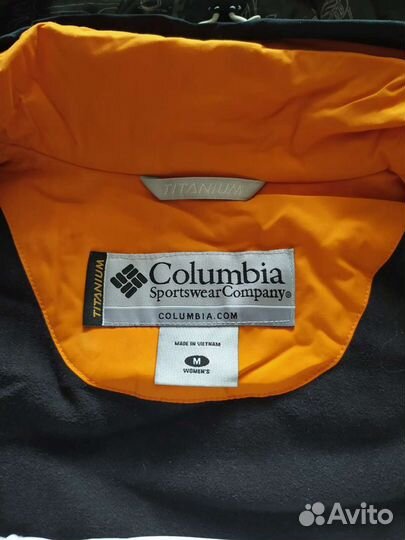 TITANIUM
TITANIUM
Columbia
SportswearCompany®
COLUMBIA.COM
MADE IN VIETNAM
M
WOMEN'S
Avito